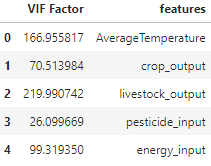 VIF Factor features
0 166.955817 AverageTemperature
1 70.513984 crop_output
2 219.990742 livestock_output
3 26.099669 pesticide_input
4 99.319350 energy_input